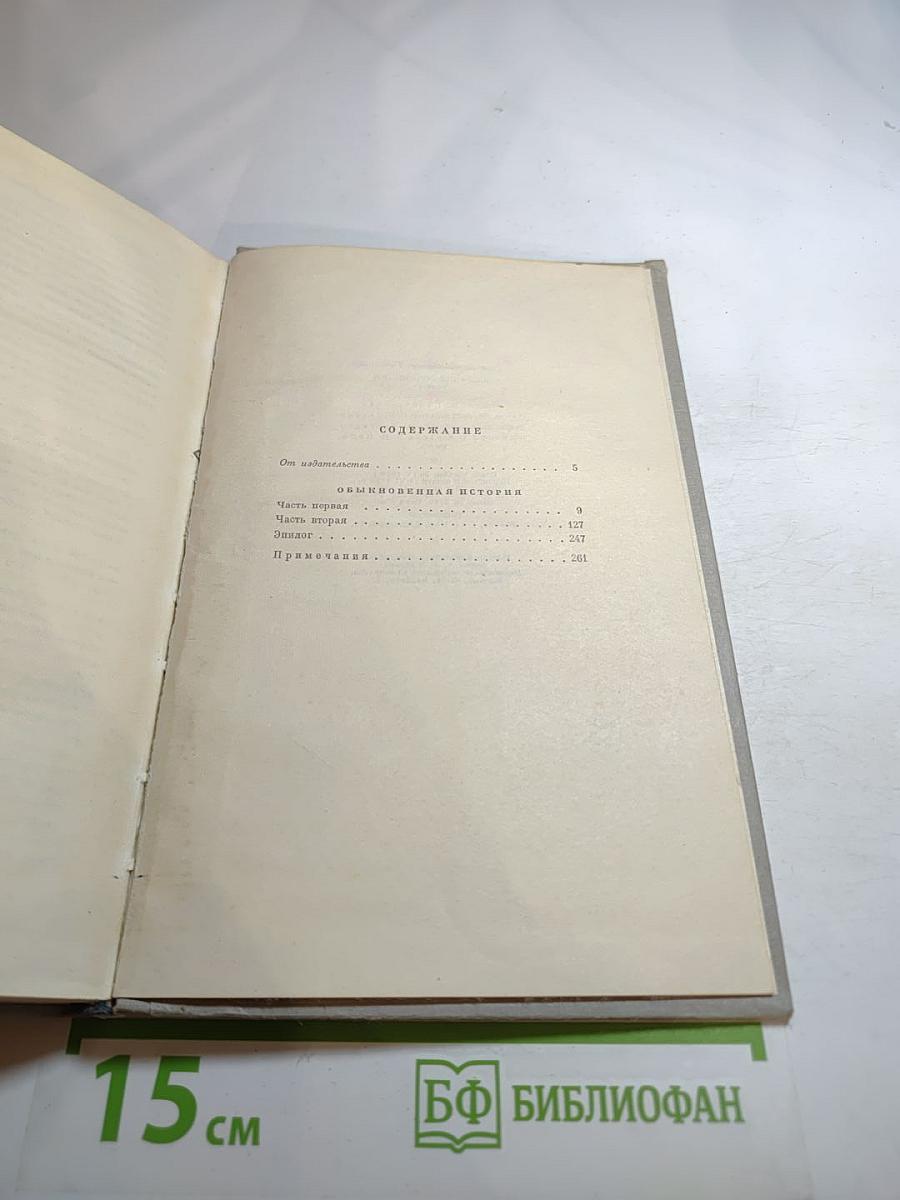 СОДЕРЖАНИЕ
От издательства . . . . . . . . . . . . . . . . . . 5
ОБЫКНОВЕННАЯ ИСТОРИЯ
Часть первая . . . . . . . . . . . . . . . . . . . 9
Часть вторая . . . . . . . . . . . . . . . . . . . 127
Эпилог . . . . . . . . . . . . . . . . . . . . . . 247
Примечания . . . . . . . . . . . . . . . . . 261
15 см
БФ БИБЛИОФАН